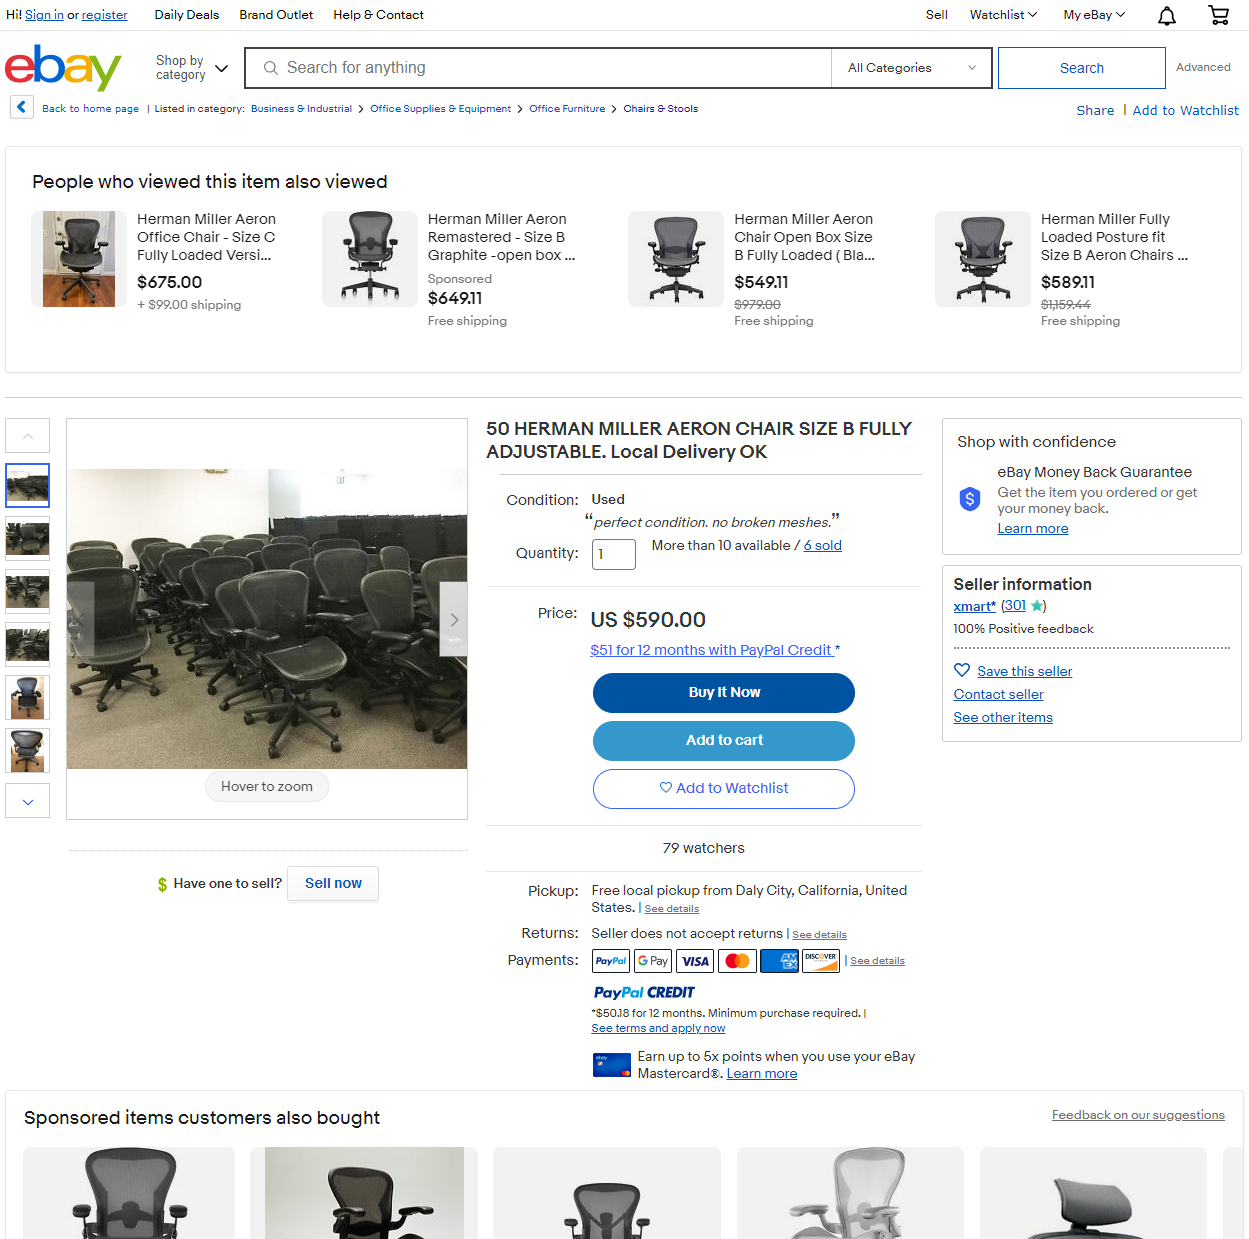 Hi! Sign in or register Daily Deals Brand Outlet Help & Contact Sell Watchlist My eBay
ebay Shop by category Search for anything All Categories Search Advanced
Back to home page | Listed in category: Business & Industrial > Office Supplies & Equipment > Office Furniture > Chairs & Stools
Share | Add to Watchlist
People who viewed this item also viewed
Herman Miller Aeron
Office Chair - Size C
Fully Loaded Versi...
$675.00
+ $99.00 shipping
Herman Miller Aeron
Remastered - Size B
Graphite -open box ...
Sponsored
$649.11
Free shipping
Herman Miller Aeron
Chair Open Box Size
B Fully Loaded ( Bla...
$549.11
$979.00
Free shipping
Herman Miller Fully
Loaded Posture fit
Size B Aeron Chairs ...
$589.11
$1,159.44
Free shipping
Hover to zoom
$ Have one to sell? Sell now
50 HERMAN MILLER AERON CHAIR SIZE B FULLY
ADJUSTABLE. Local Delivery OK
Condition: Used
“perfect condition. no broken meshes.”
Quantity: 1 More than 10 available / 6 sold
Price: US $590.00
$51 for 12 months with PayPal Credit *
Buy It Now
Add to cart
Add to Watchlist
79 watchers
Pickup: Free local pickup from Daly City, California, United
States. | See details
Returns: Seller does not accept returns | See details
Payments: PayPal G Pay VISA AMEX DISCOVER | See details
PayPal CREDIT
*$50.18 for 12 months. Minimum purchase required. |
See terms and apply now
ebay Earn up to 5x points when you use your eBay
Mastercard®. Learn more
Shop with confidence
eBay Money Back Guarantee
Get the item you ordered or get
your money back.
Learn more
Seller information
xmart* (301 ★)
100% Positive feedback
Save this seller
Contact seller
See other items
Sponsored items customers also bought
Feedback on our suggestions